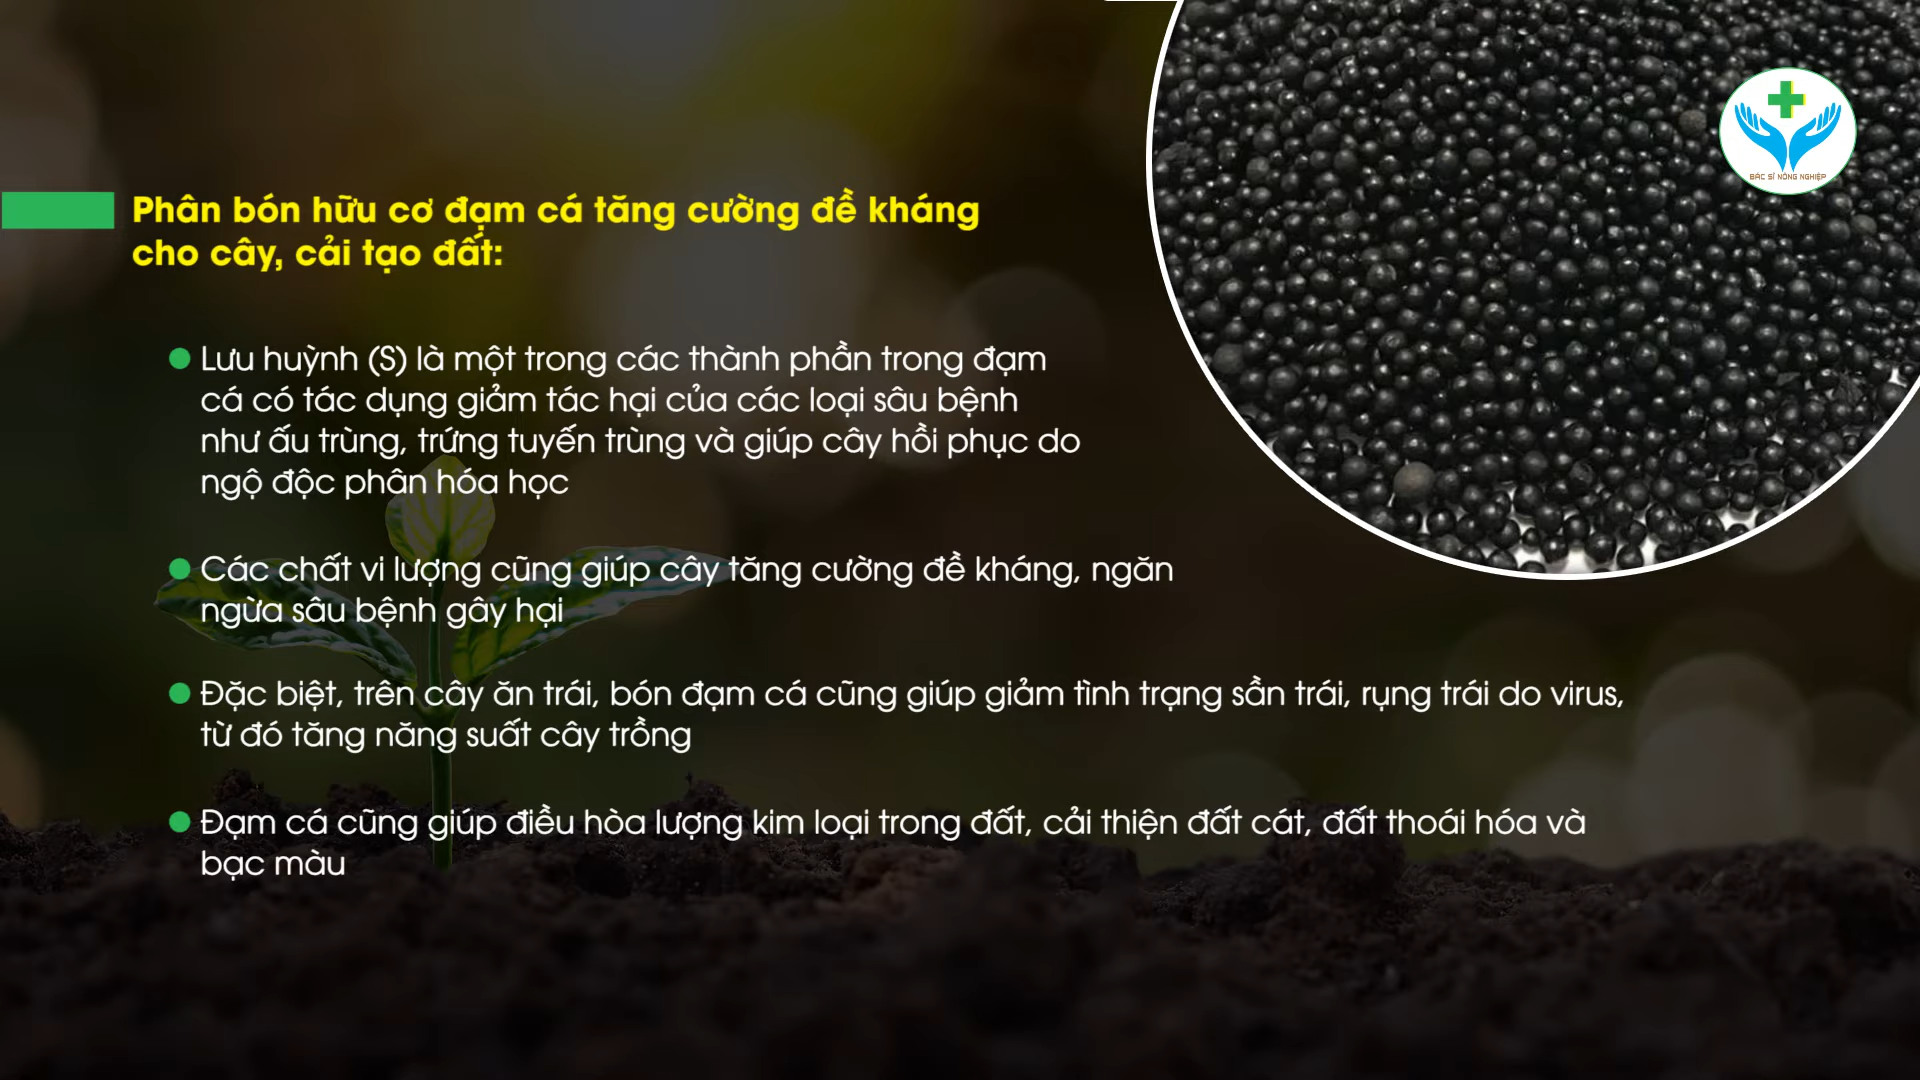 BÁC SĨ NÔNG NGHIỆP
Phân bón hữu cơ đạm cá tăng cường đề kháng
cho cây, cải tạo đất:
Lưu huỳnh (S) là một trong các thành phần trong đạm
cá có tác dụng giảm tác hại của các loại sâu bệnh
như ấu trùng, trứng tuyến trùng và giúp cây hồi phục do
ngộ độc phân hóa học
Các chất vi lượng cũng giúp cây tăng cường đề kháng, ngăn
ngừa sâu bệnh gây hại
Đặc biệt, trên cây ăn trái, bón đạm cá cũng giúp giảm tình trạng sần trái, rụng trái do virus,
từ đó tăng năng suất cây trồng
Đạm cá cũng giúp điều hòa lượng kim loại trong đất, cải thiện đất cát, đất thoái hóa và
bạc màu